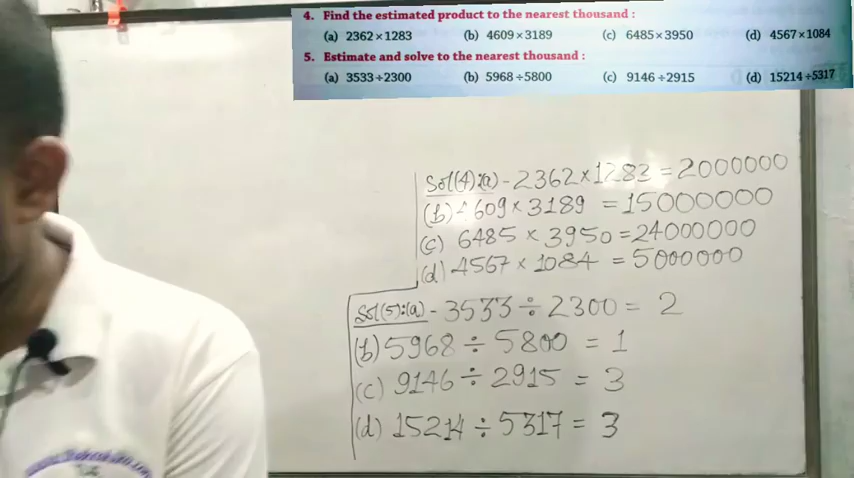 4. Find the estimated product to the nearest thousand :
(a) 2362×1283 (b) 4609×3189 (c) 6485×3950 (d) 4567×1084
5. Estimate and solve to the nearest thousand :
(a) 3533÷2300 (b) 5968÷5800 (c) 9146÷2915 (d) 15214÷5317
Sol(4):(a)-2362×1283=2000000
(b) 4609×3189 =15000000
(c) 6485×3950=24000000
(d) 4567×1084 =5000000
Sol(5):(a)-3533÷2300= 2
(b) 5968÷5800 = 1
(c) 9146÷2915 = 3
(d) 15214÷5317= 3